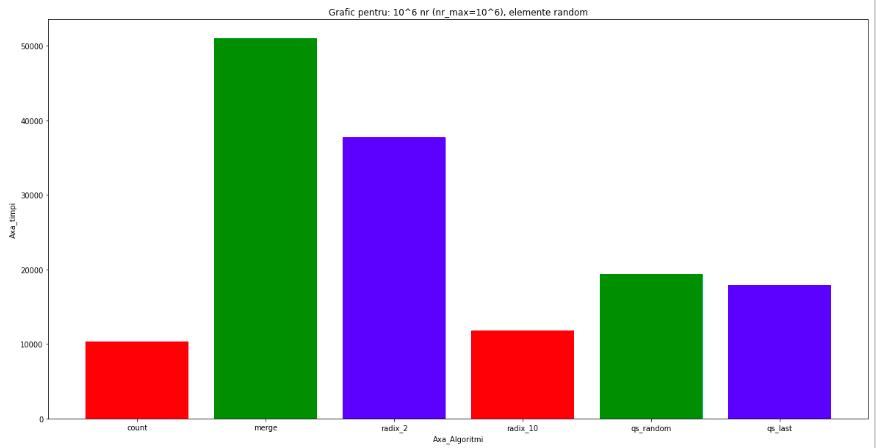 Grafic pentru: 10^6 nr (nr_max=10^6), elemente random
50000
40000
30000
20000
10000
0
Axa_timpi
count merge radix_2 radix_10 qs_random qs_last
Axa_Algoritmi